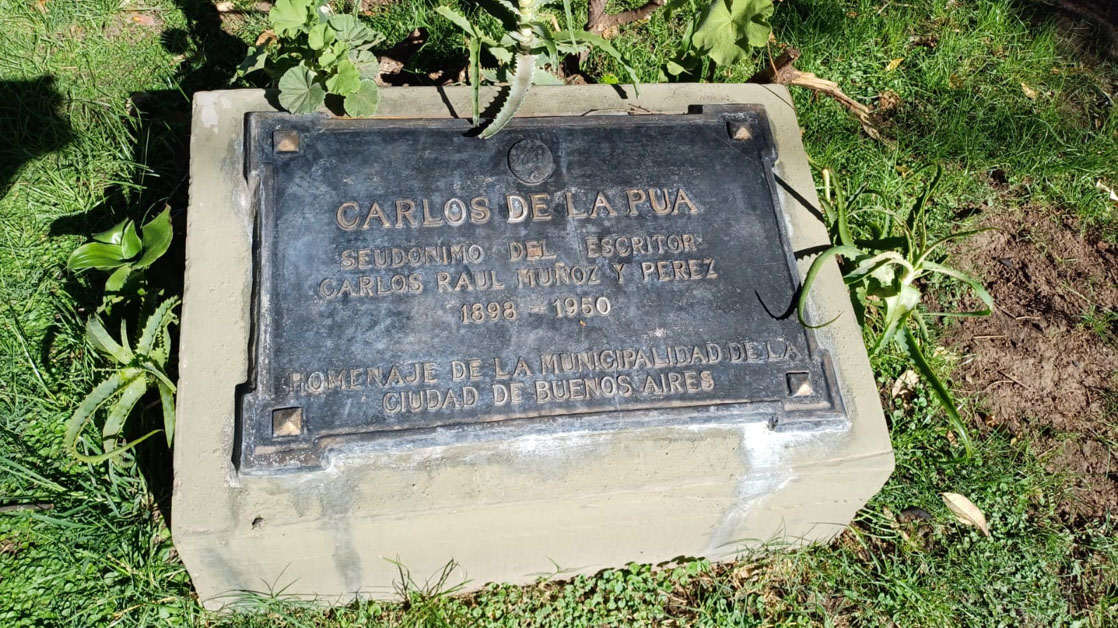 CARLOS DE LA PUA
SEUDONIMO DEL ESCRITOR
CARLOS RAUL MUÑOZ Y PEREZ
1898 - 1950
HOMENAJE DE LA MUNICIPALIDAD DE LA
CIUDAD DE BUENOS AIRES